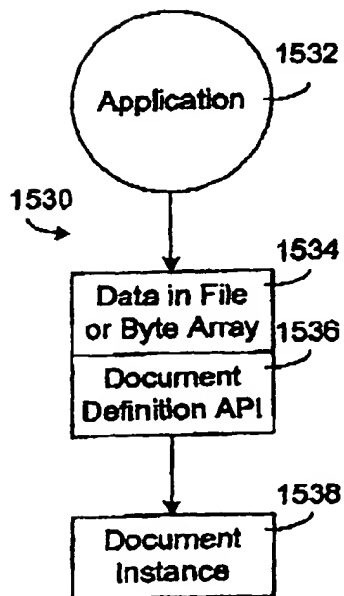 1532
Application
1530
1534
Data in File
or Byte Array
1536
Document
Definition API
1538
Document
Instance